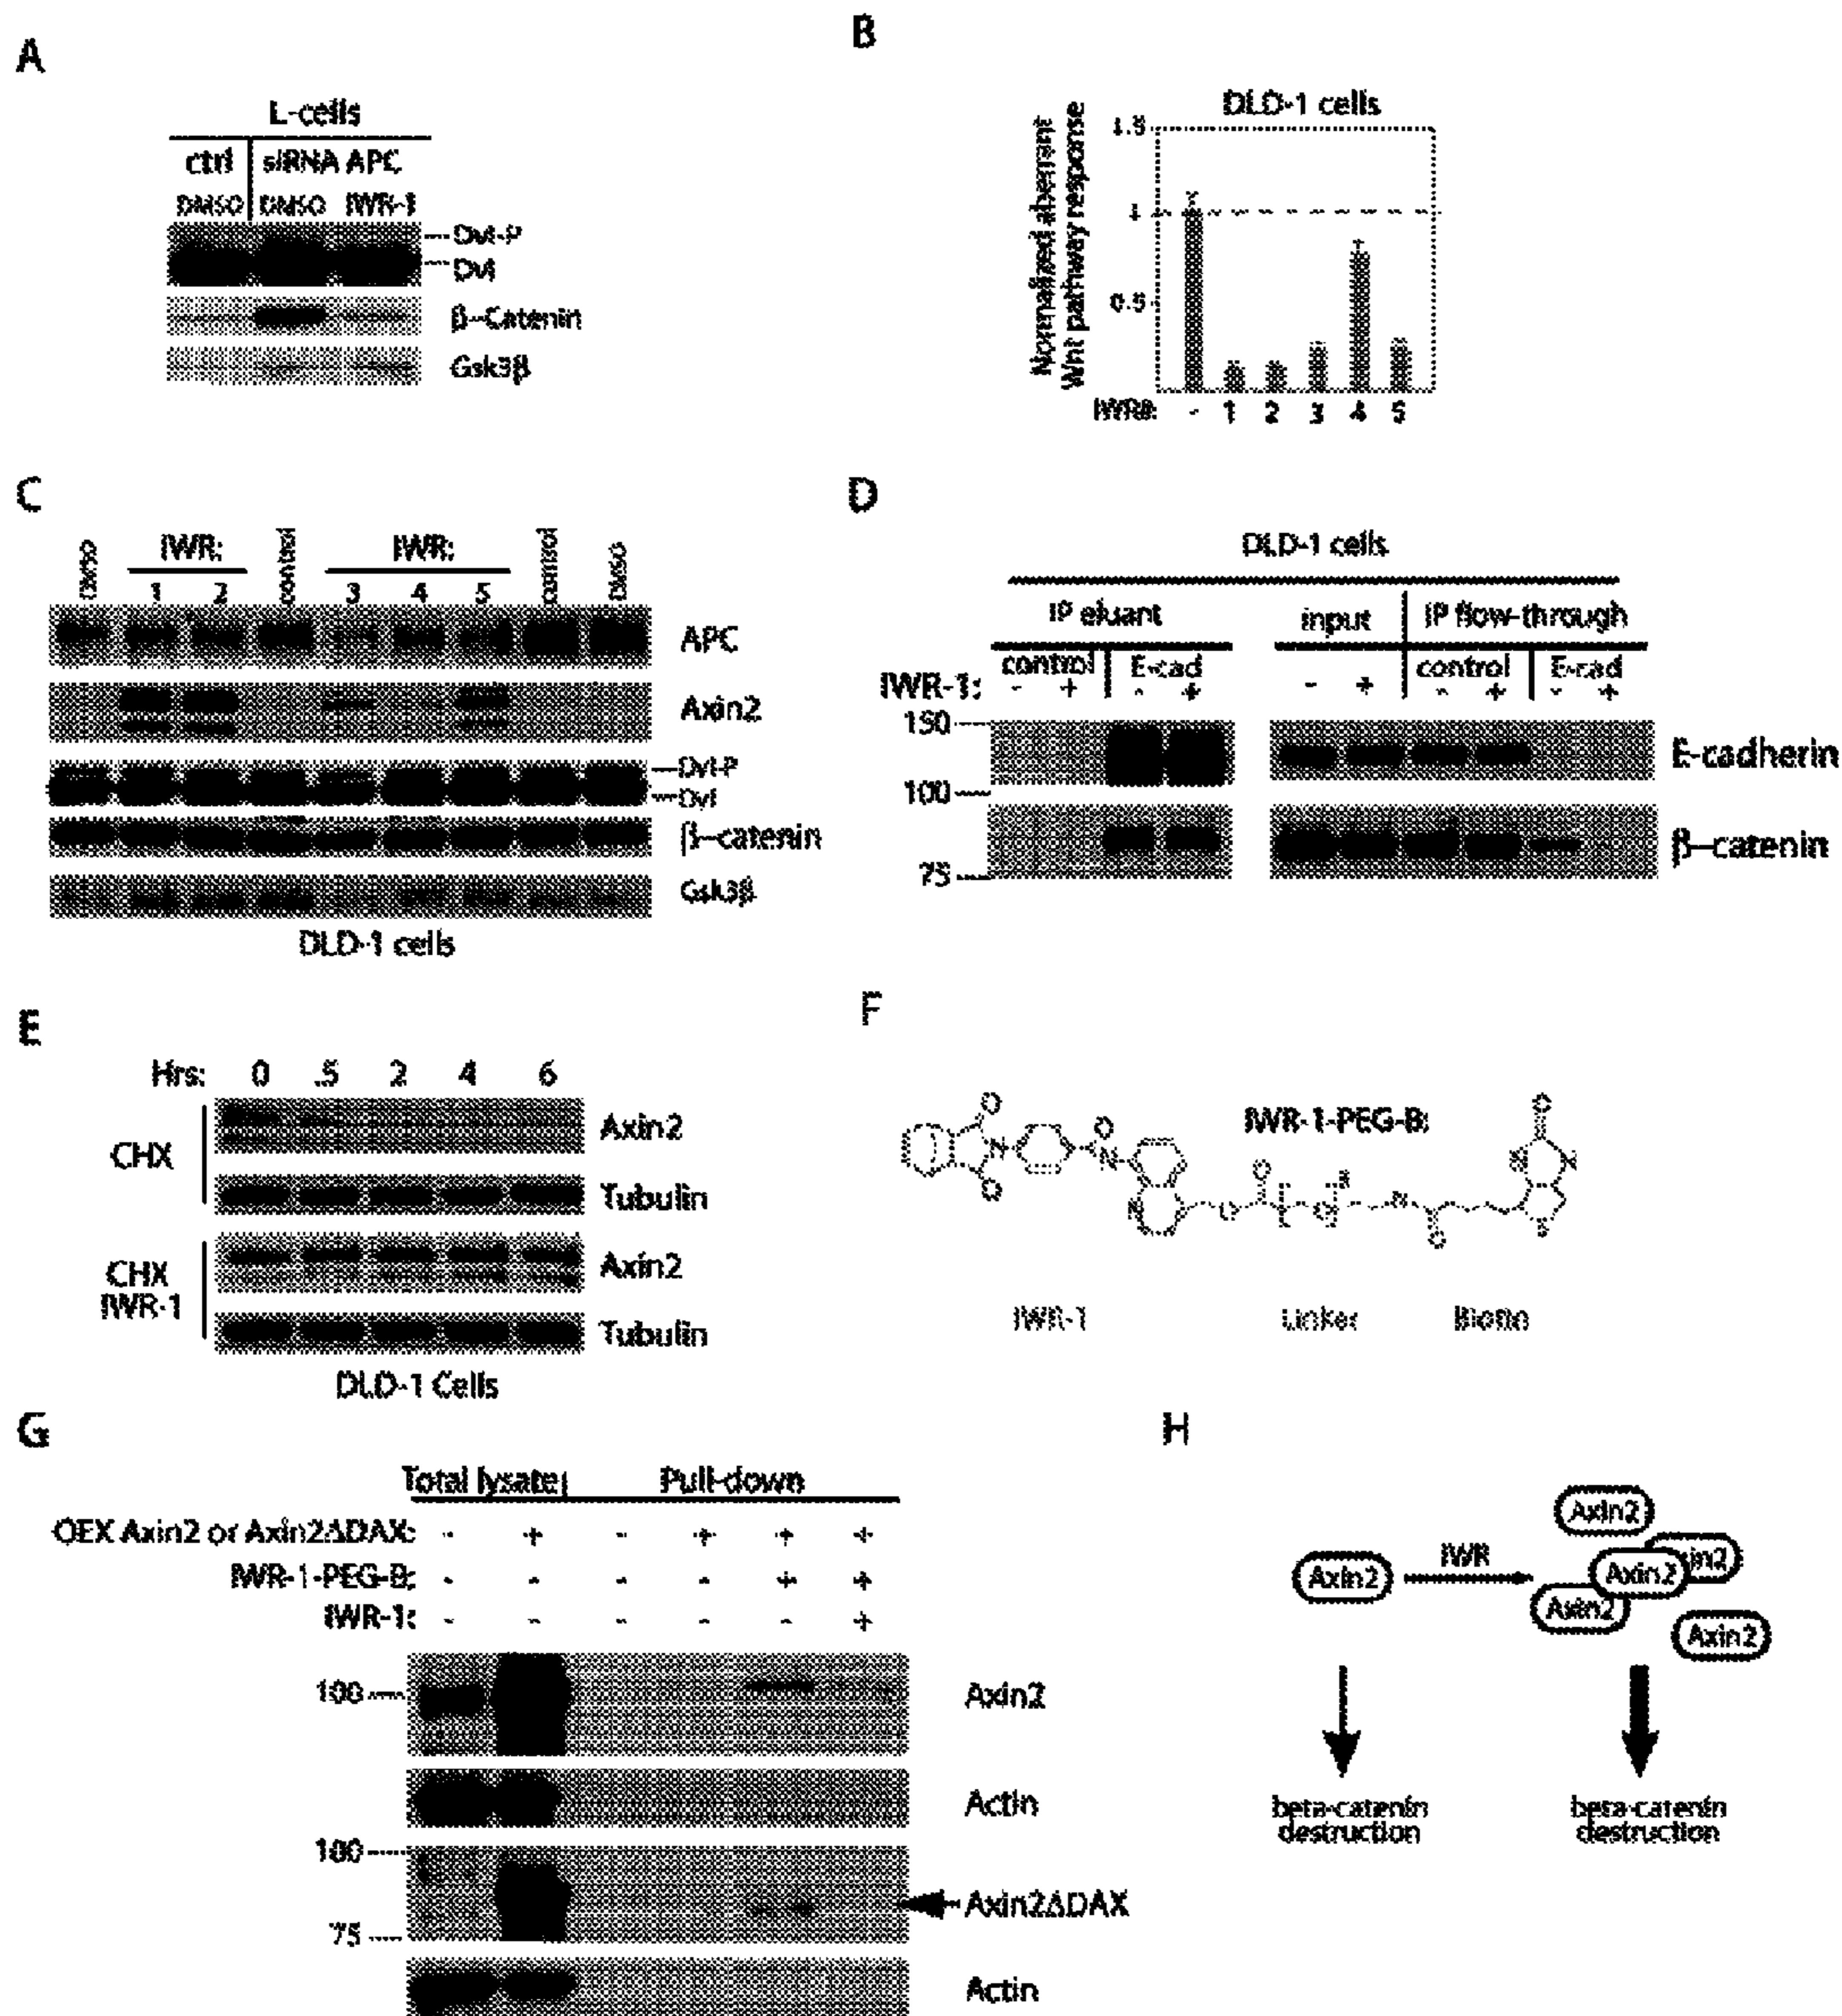 A
L-cells
ctrl siRNA APC
DMSO DMSO IWR-1
Dvl-P
Dvl
β-Catenin
Gsk3β
B
DLD-1 cells
Normalized aberrant
Wnt pathway response
1.5
1
0.5
IWR#: - 1 2 3 4 5
C
DMSO IWR: control IWR: control DMSO
1 2 3 4 5
APC
Axin2
Dvl-P
Dvl
β-catenin
Gsk3β
DLD-1 cells
D
DLD-1 cells
IP eluant input IP flow-through
control E-cad control E-cad
IWR-1: - + - + - + - + - +
150
100
75
E-cadherin
β-catenin
E
Hrs: 0 .5 2 4 6
CHX
Axin2
Tubulin
CHX
IWR-1
Axin2
Tubulin
DLD-1 Cells
F
IWR-1-PEG-B:
IWR-1 Linker Biotin
G
Total lysate Pull-down
OEX Axin2 or Axin2ΔDAX: - + - + + +
IWR-1-PEG-B: - - - - + +
IWR-1: - - - - - +
100
Axin2
Actin
100
75
Axin2ΔDAX
Actin
H
Axin2
IWR
Axin2
Axin2
Axin2
Axin2
beta-catenin
destruction
beta-catenin
destruction